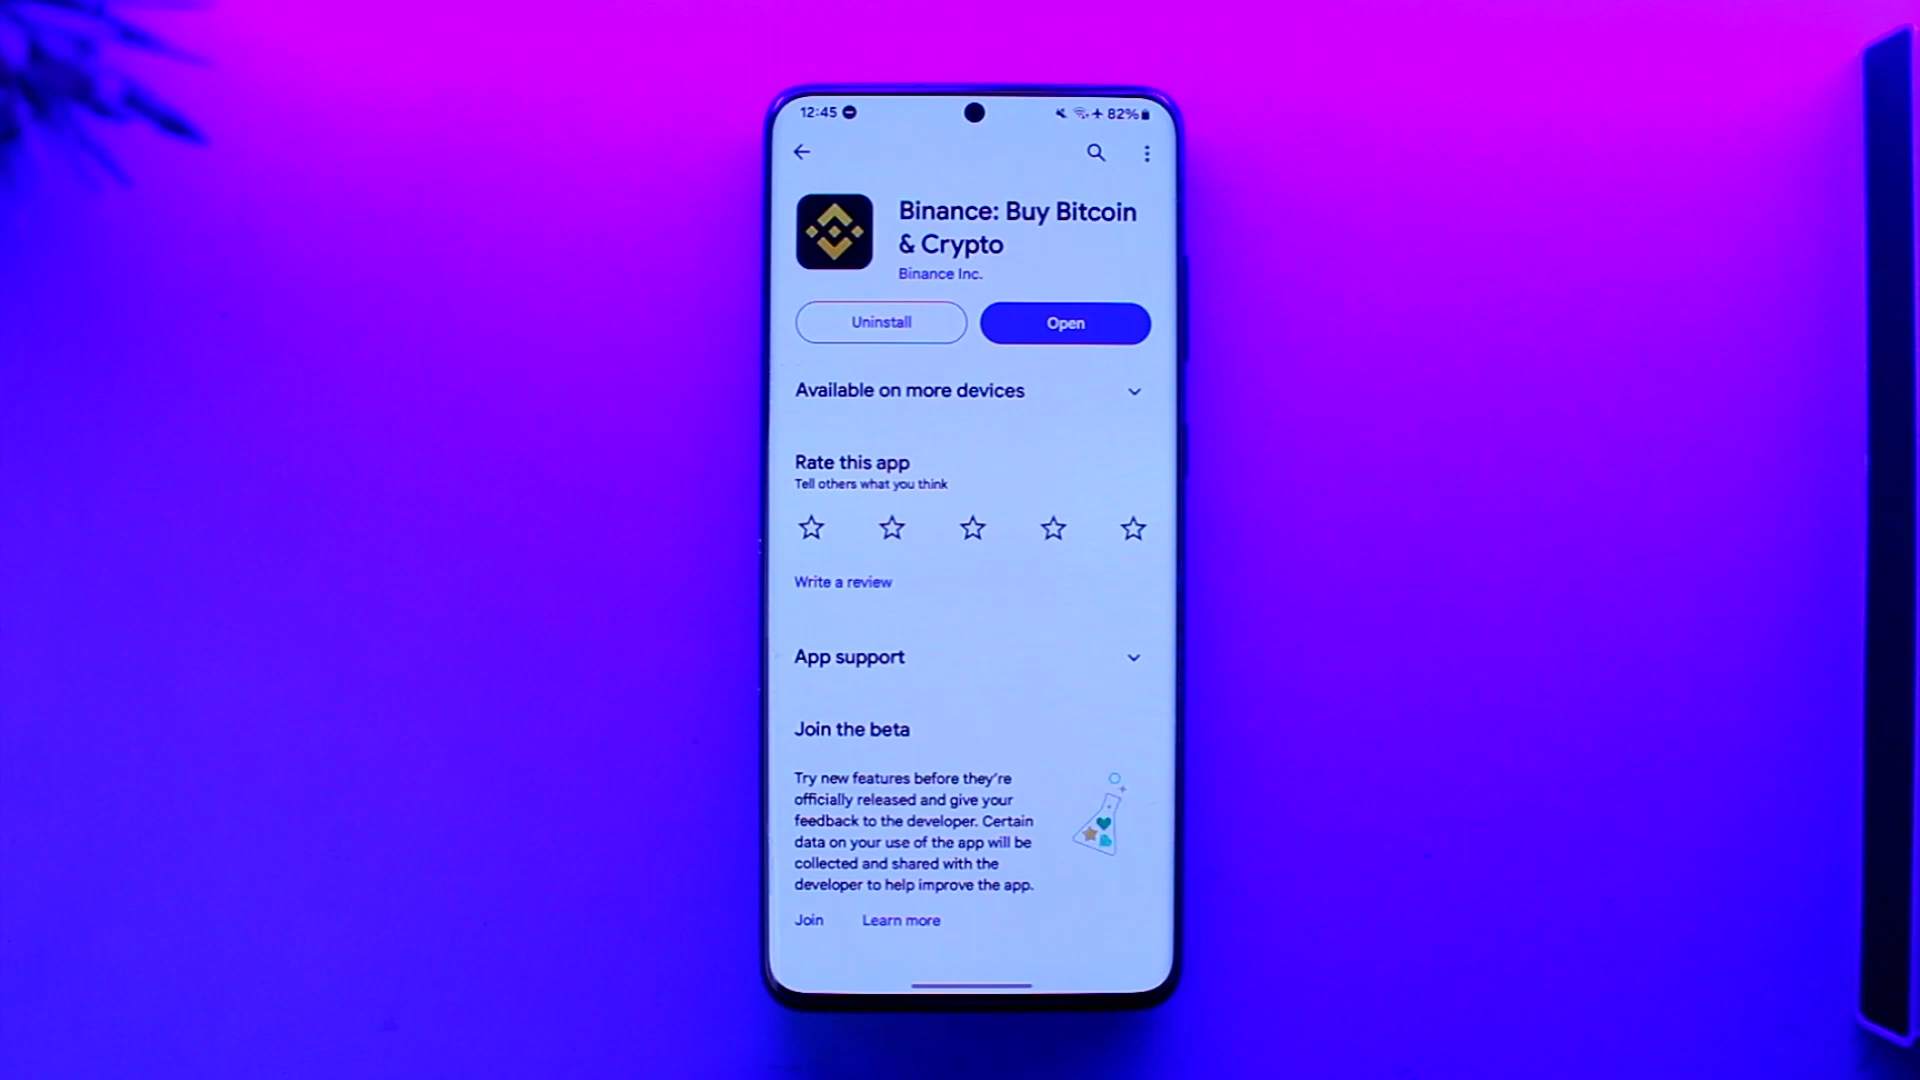 12:45
82%
Binance: Buy Bitcoin
& Crypto
Binance Inc.
Uninstall
Open
Available on more devices
Rate this app
Tell others what you think
Write a review
App support
Join the beta
Try new features before they're
officially released and give your
feedback to the developer. Certain
data on your use of the app will be
collected and shared with the
developer to help improve the app.
Join
Learn more